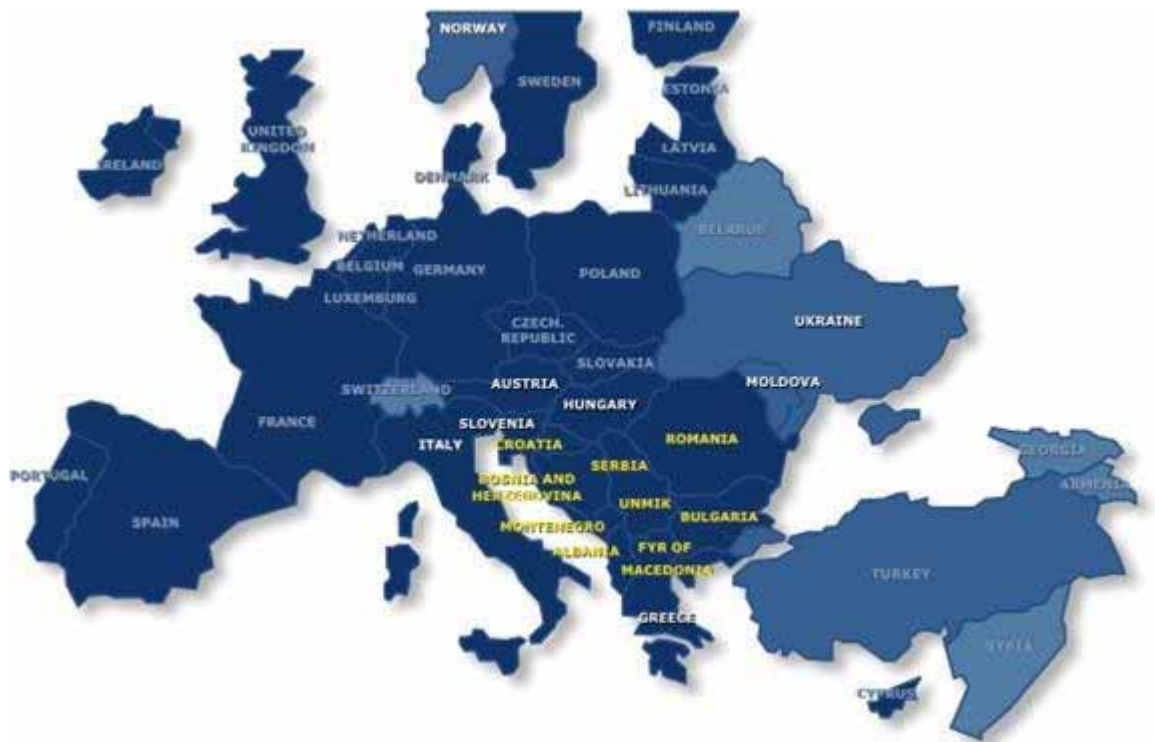 NORWAY
FINLAND
SWEDEN
ESTONIA
UNITED
KINGDOM
IRELAND
LATVIA
DENMARK
LITHUANIA
BELARUS
NETHERLAND
BELGIUM
GERMANY
POLAND
LUXEMBURG
UKRAINE
CZECH.
REPUBLIC
SLOVAKIA
SWITZERLAND
AUSTRIA
MOLDOVA
HUNGARY
FRANCE
SLOVENIA
ITALY
CROATIA
ROMANIA
GEORGIA
SERBIA
PORTUGAL
BOSNIA AND
HERZEGOVINA
ARMENIA
UNMIK
SPAIN
MONTENEGRO
BULGARIA
ALBANIA
FYR OF
MACEDONIA
TURKEY
GREECE
SYRIA
CYPRUS